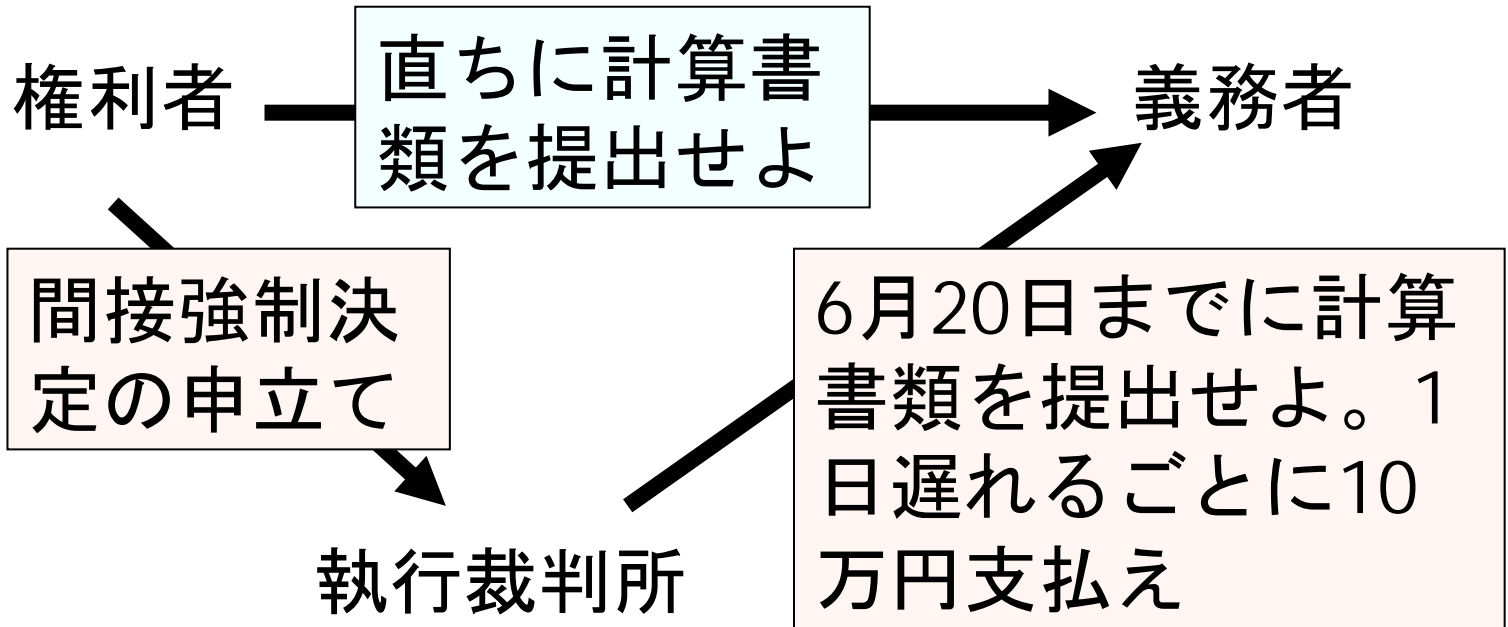 権利者
直ちに計算書
類を提出せよ
義務者
間接強制決
定の申立て
6月20日までに計算
書類を提出せよ。1
日遅れるごとに10
万円支払え
執行裁判所